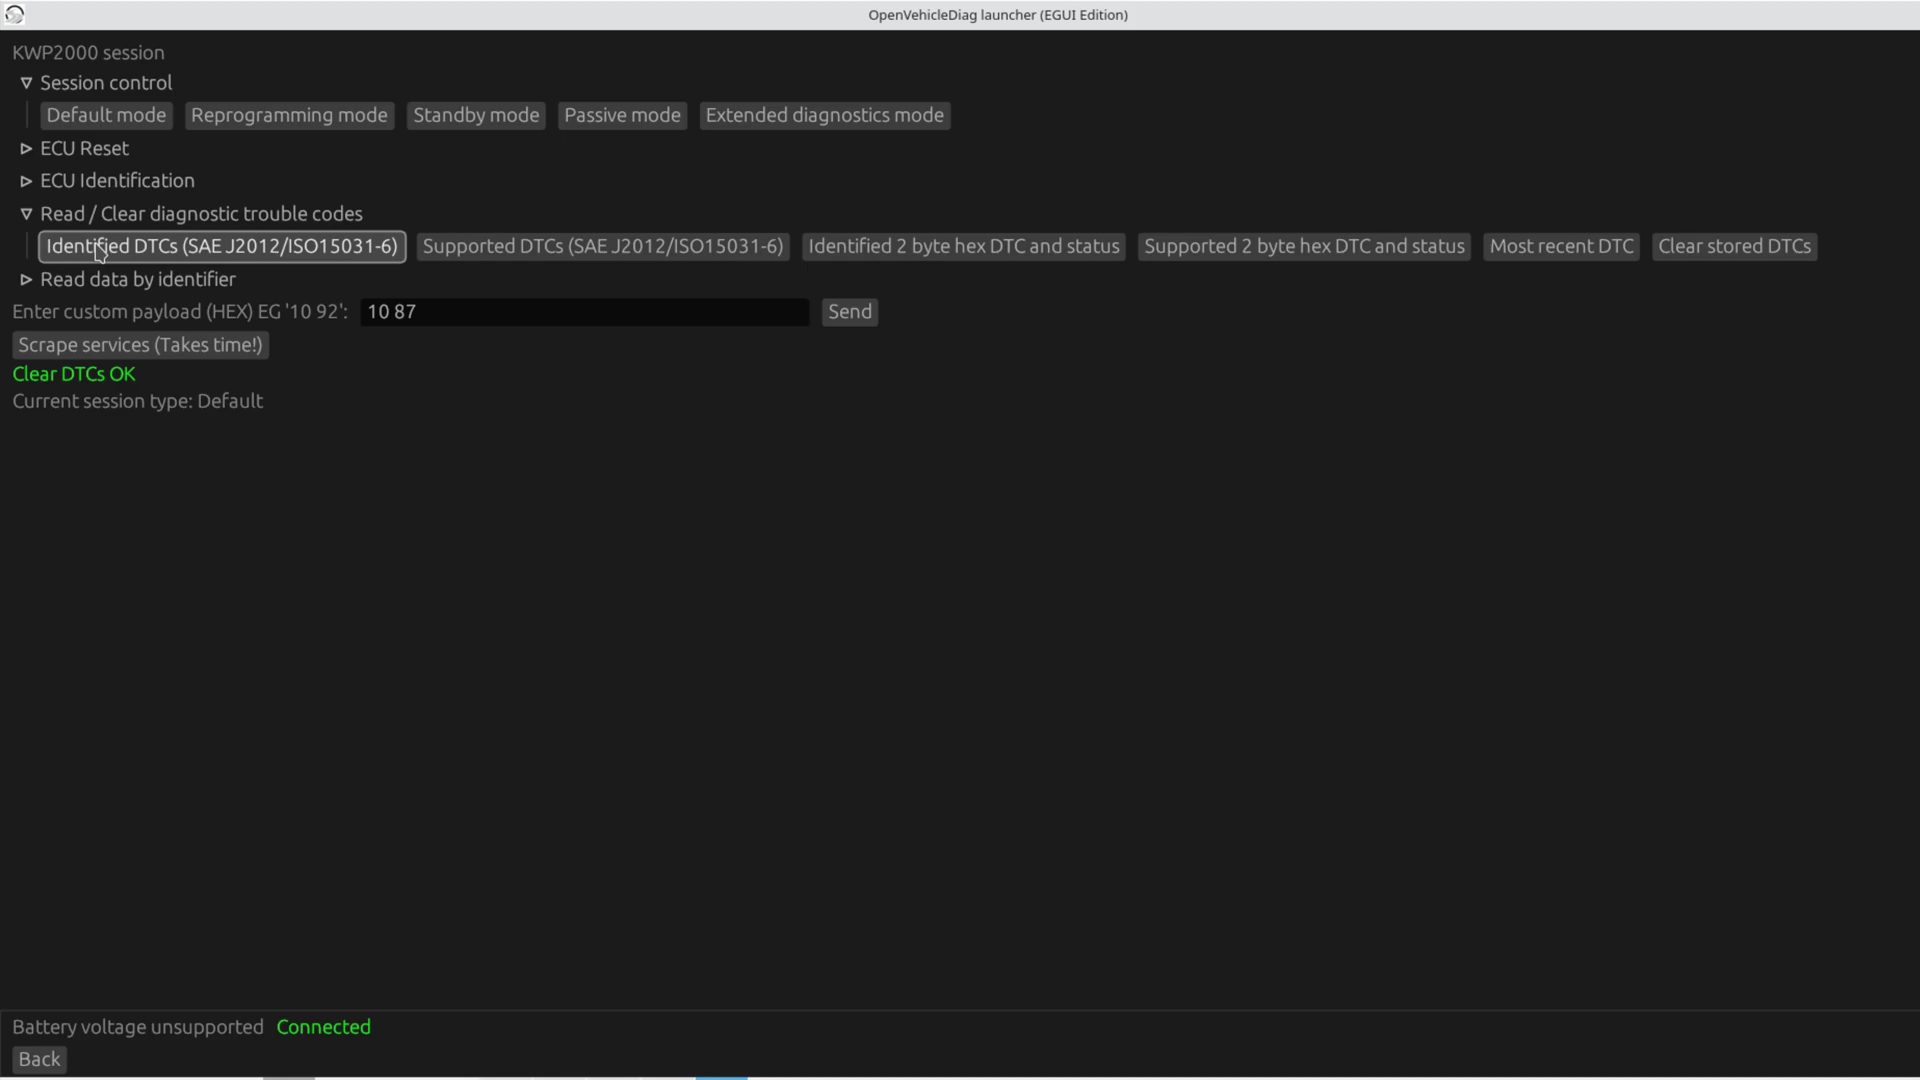 OpenVehicleDiag launcher (EGUI Edition)
KWP2000 session
Session control
Default mode Reprogramming mode Standby mode Passive mode Extended diagnostics mode
ECU Reset
ECU Identification
Read / Clear diagnostic trouble codes
Identified DTCs (SAE J2012/ISO15031-6) Supported DTCs (SAE J2012/ISO15031-6) Identified 2 byte hex DTC and status Supported 2 byte hex DTC and status Most recent DTC Clear stored DTCs
Read data by identifier
Enter custom payload (HEX) EG '10 92': 10 87 Send
Scrape services (Takes time!)
Clear DTCs OK
Current session type: Default
Battery voltage unsupported Connected
Back